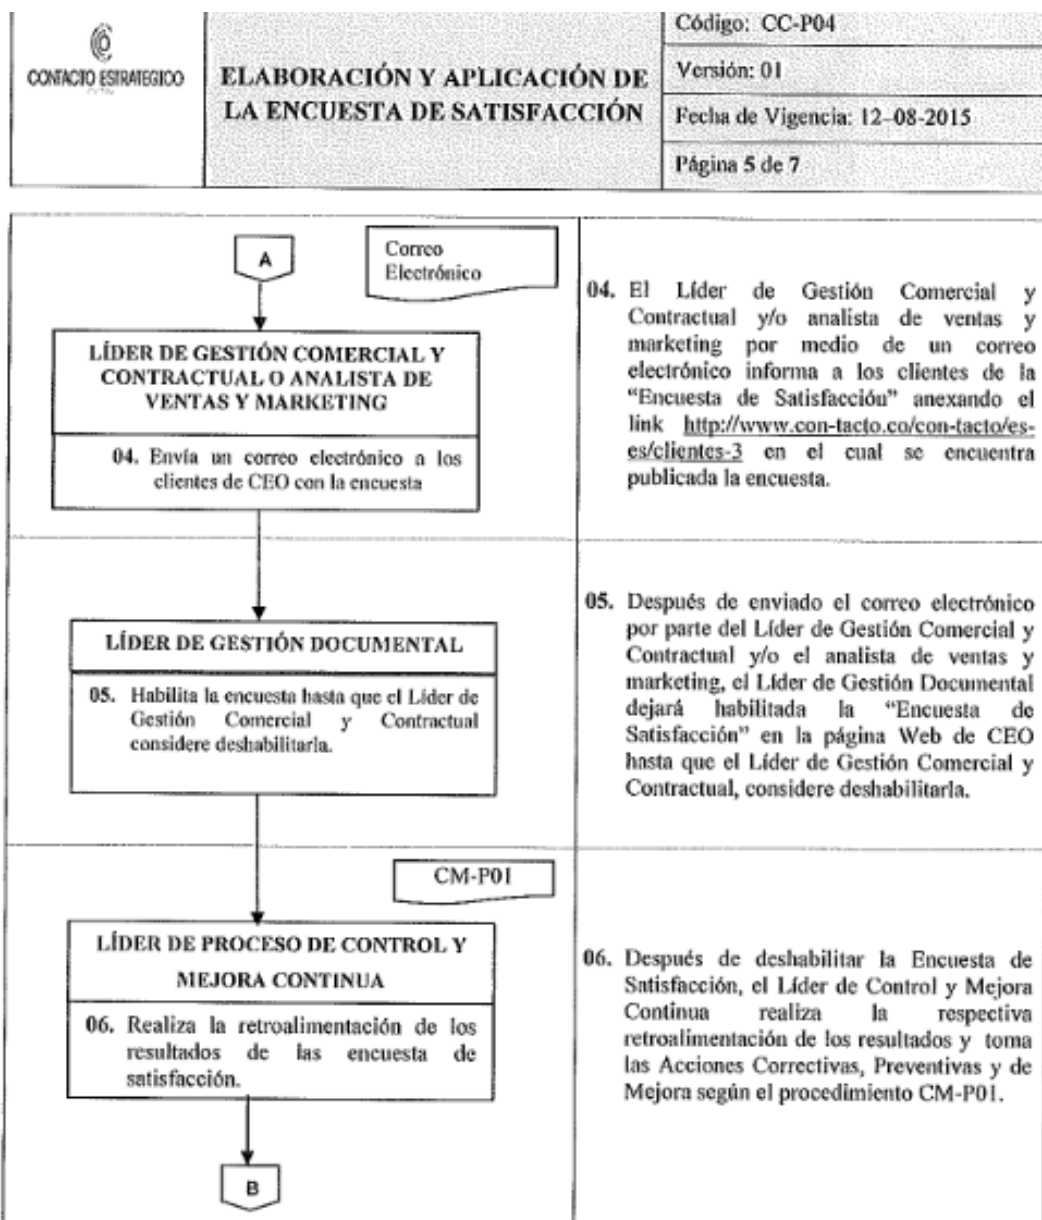 CONTACTO ESTRATEGICO
ELABORACIÓN Y APLICACIÓN DE
LA ENCUESTA DE SATISFACCIÓN
Código: CC-P04
Versión: 01
Fecha de Vigencia: 12-08-2015
Página 5 de 7
A
Correo
Electrónico
LÍDER DE GESTIÓN COMERCIAL Y
CONTRACTUAL O ANALISTA DE
VENTAS Y MARKETING
04. Envía un correo electrónico a los
clientes de CEO con la encuesta
04. El Líder de Gestión Comercial y
Contractual y/o analista de ventas y
marketing por medio de un correo
electrónico informa a los clientes de la
“Encuesta de Satisfacción” anexando el
link http://www.con-tacto.co/con-tacto/es-
es/clientes-3 en el cual se encuentra
publicada la encuesta.
LÍDER DE GESTIÓN DOCUMENTAL
05. Habilita la encuesta hasta que el Líder de
Gestión Comercial y Contractual
considere deshabilitarla.
05. Después de enviado el correo electrónico
por parte del Líder de Gestión Comercial y
Contractual y/o el analista de ventas y
marketing, el Líder de Gestión Documental
dejará habilitada la “Encuesta de
Satisfacción” en la página Web de CEO
hasta que el Líder de Gestión Comercial y
Contractual, considere deshabilitarla.
CM-P01
LÍDER DE PROCESO DE CONTROL Y
MEJORA CONTINUA
06. Realiza la retroalimentación de los
resultados de las encuesta de
satisfacción.
06. Después de deshabilitar la Encuesta de
Satisfacción, el Líder de Control y Mejora
Continua realiza la respectiva
retroalimentación de los resultados y toma
las Acciones Correctivas, Preventivas y de
Mejora según el procedimiento CM-P01.
B